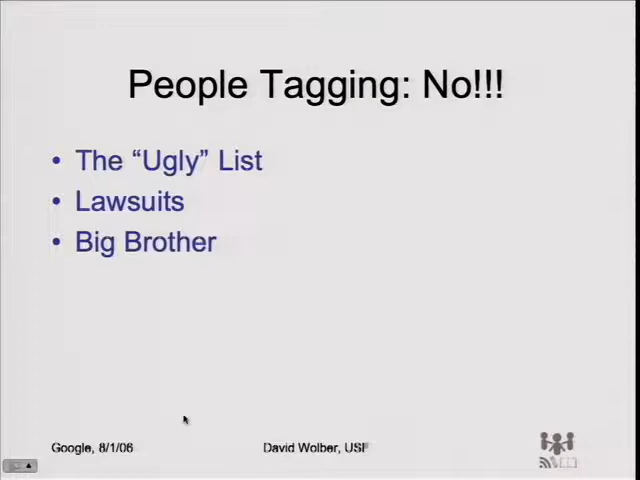 People Tagging: No!!!
• The “Ugly” List
• Lawsuits
• Big Brother
Google, 8/1/06
David Wolber, USF